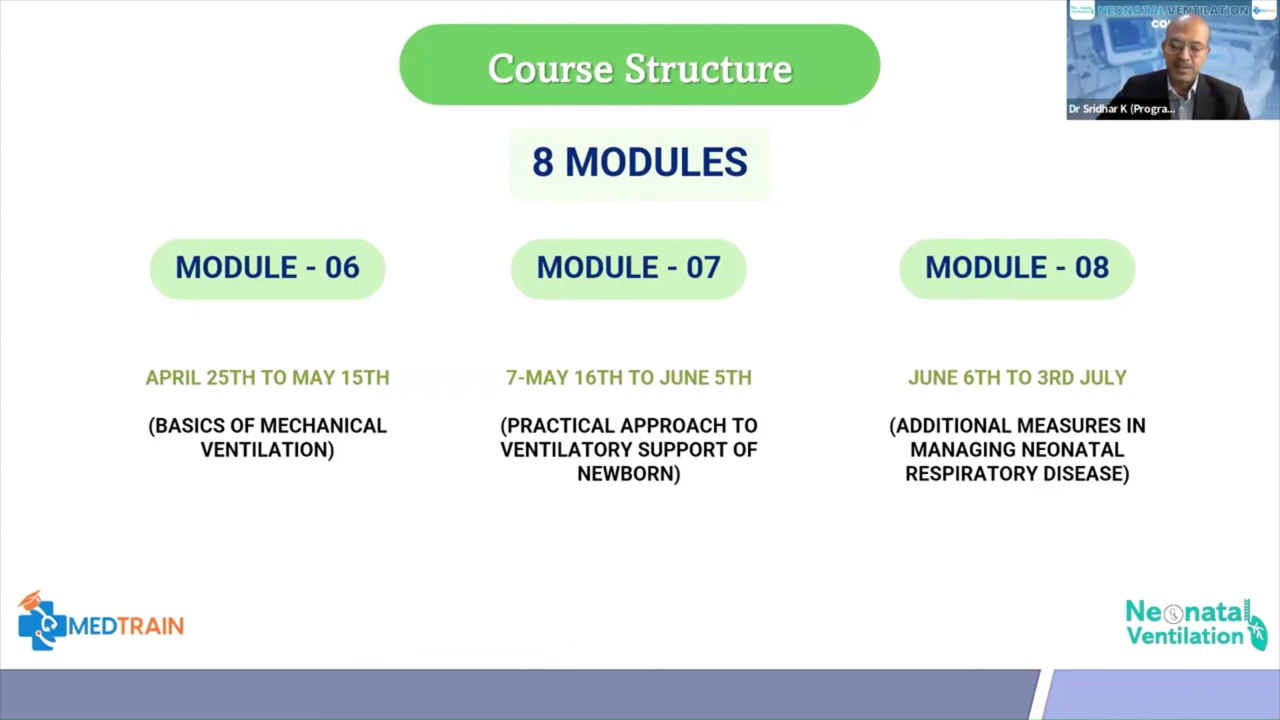 Course Structure
NEONATAL VENTILATION
MEDTRAIN
Dr Sridhar K (Progra...
8 MODULES
MODULE - 06
MODULE - 07
MODULE - 08
APRIL 25TH TO MAY 15TH
7-MAY 16TH TO JUNE 5TH
JUNE 6TH TO 3RD JULY
(BASICS OF MECHANICAL
VENTILATION)
(PRACTICAL APPROACH TO
VENTILATORY SUPPORT OF
NEWBORN)
(ADDITIONAL MEASURES IN
MANAGING NEONATAL
RESPIRATORY DISEASE)
MEDTRAIN
Neonatal
Ventilation